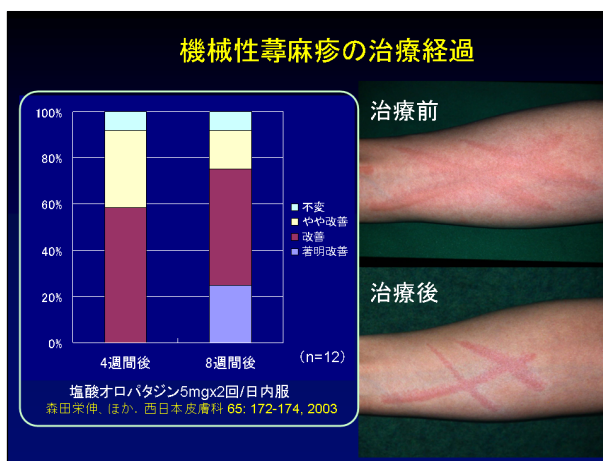 機械性蕁麻疹の治療経過
100%
80%
60%
40%
20%
0%
4週間後
8週間後
不変
やや改善
改善
著明改善
(n=12)
塩酸オロパタジン5mgx2回/日内服
森田栄伸、ほか. 西日本皮膚科 65: 172-174, 2003
治療前
治療後